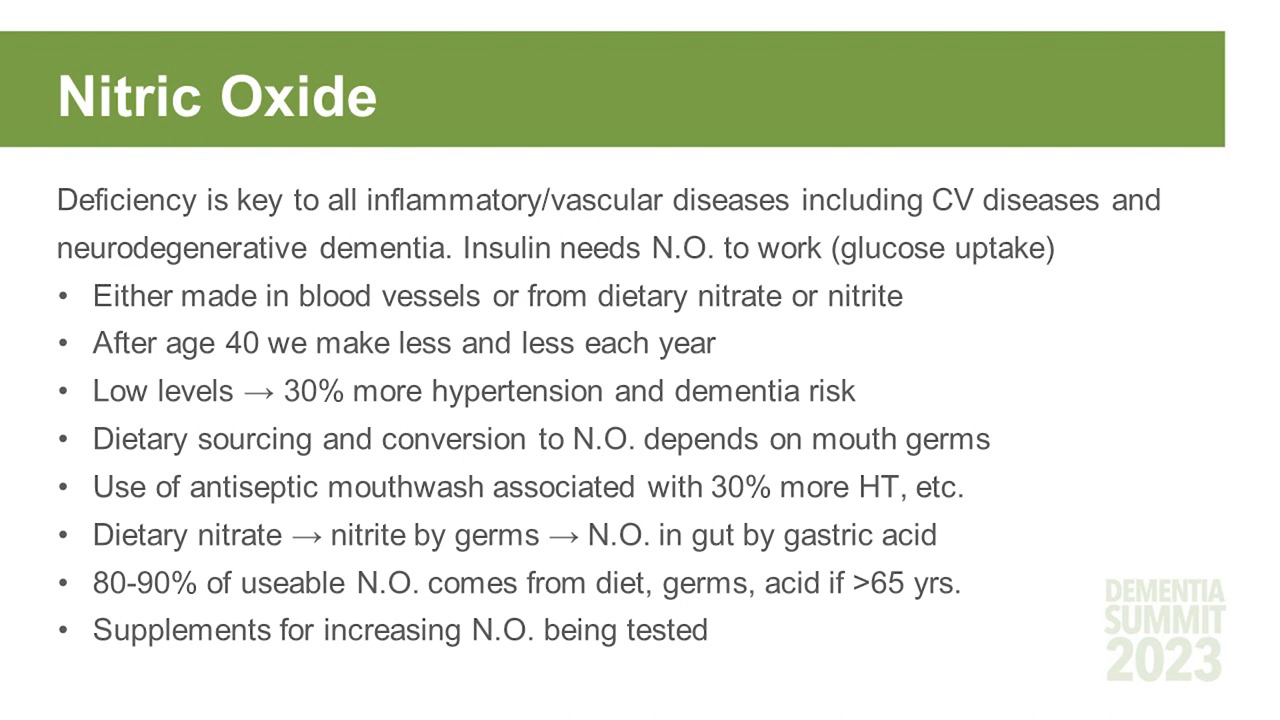 Nitric Oxide
Deficiency is key to all inflammatory/vascular diseases including CV diseases and
neurodegenerative dementia. Insulin needs N.O. to work (glucose uptake)
• Either made in blood vessels or from dietary nitrate or nitrite
• After age 40 we make less and less each year
• Low levels → 30% more hypertension and dementia risk
• Dietary sourcing and conversion to N.O. depends on mouth germs
• Use of antiseptic mouthwash associated with 30% more HT, etc.
• Dietary nitrate → nitrite by germs → N.O. in gut by gastric acid
• 80-90% of useable N.O. comes from diet, germs, acid if >65 yrs.
• Supplements for increasing N.O. being tested
DEMENTIA
SUMMIT
2023